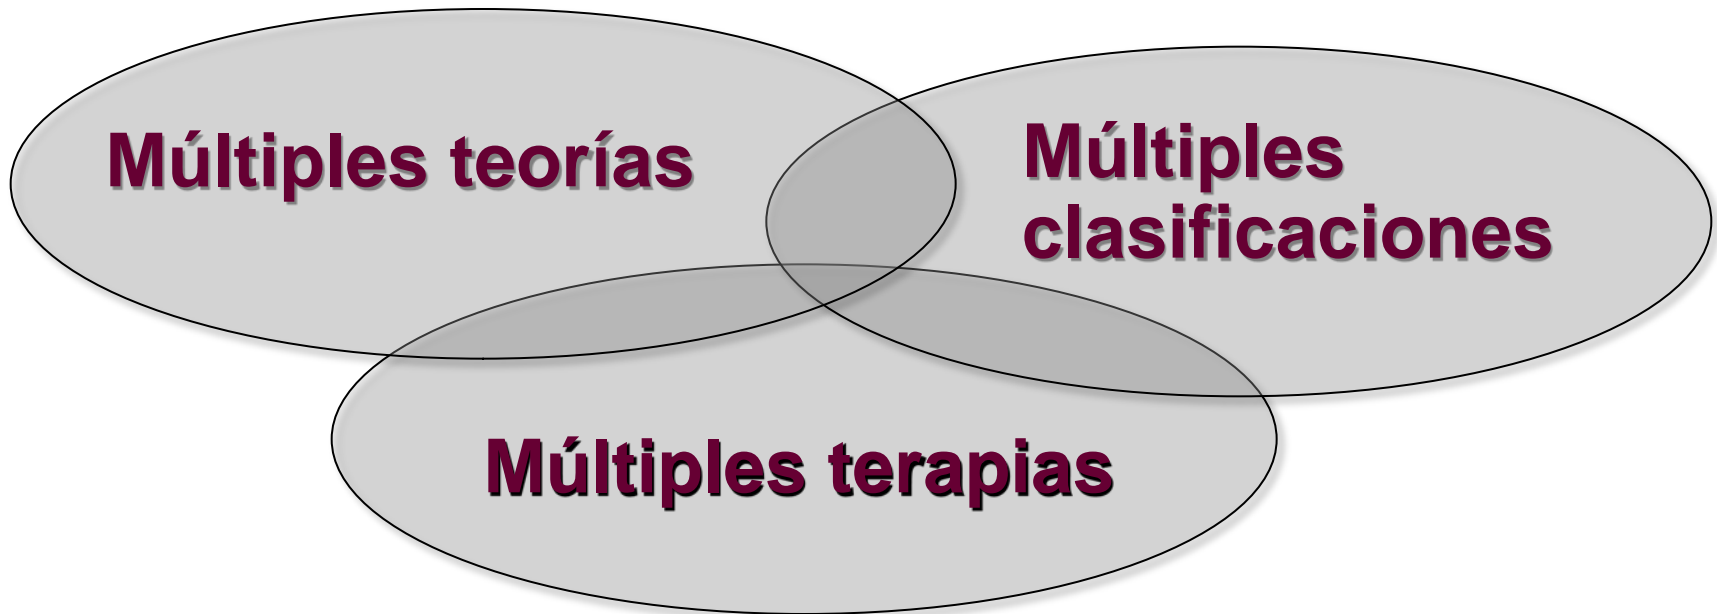 Múltiples teorías
Múltiples
clasificaciones
Múltiples terapias